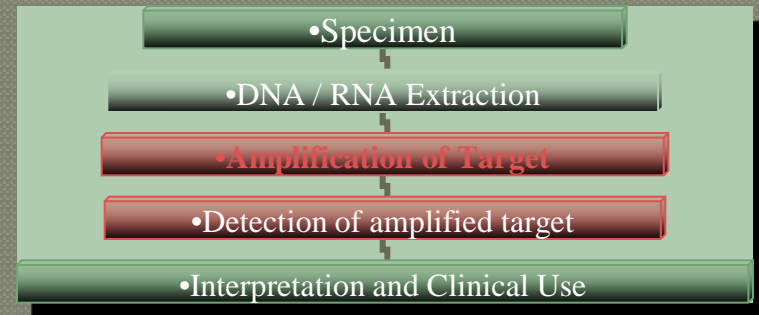 •Specimen
•DNA / RNA Extraction
•Amplification of Target
•Detection of amplified target
•Interpretation and Clinical Use